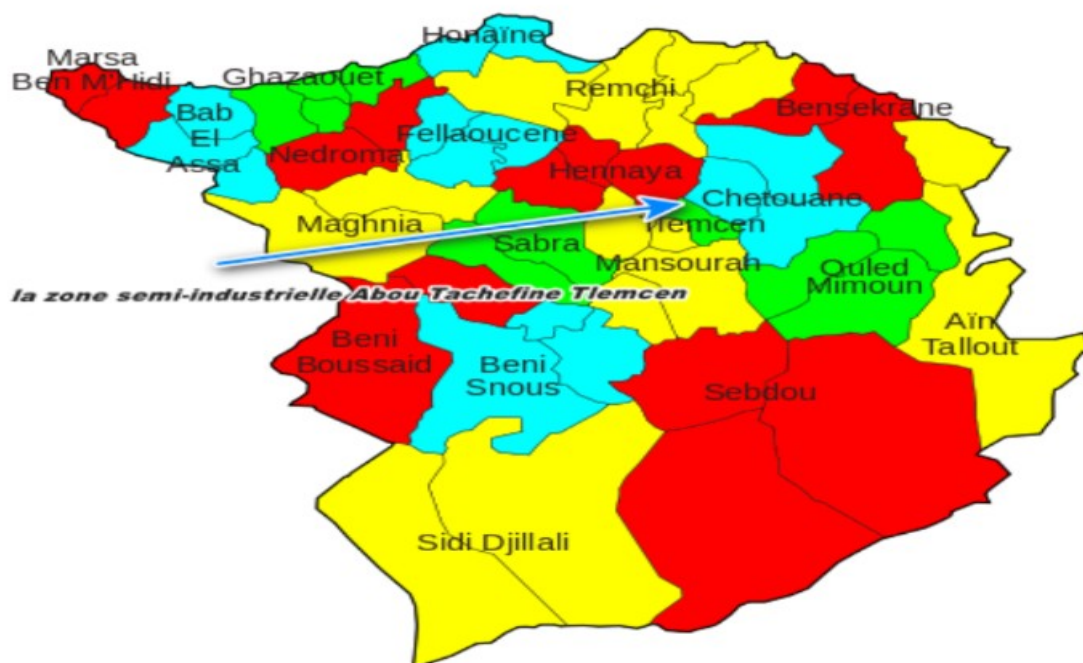 Honaïne
Marsa
Ben M'Hidi
Ghazaouet
Remchi
Bensekrane
Bab
El
Assa
Fellaoucene
Nedroma
Hennaya
Chetouane
Maghnia
Tlemcen
Sabra
Mansourah
Ouled
Mimoun
la zone semi-industrielle Abou Tachefine Tlemcen
Aïn
Tallout
Beni
Boussaid
Beni
Snous
Sebdou
Sidi Djillali